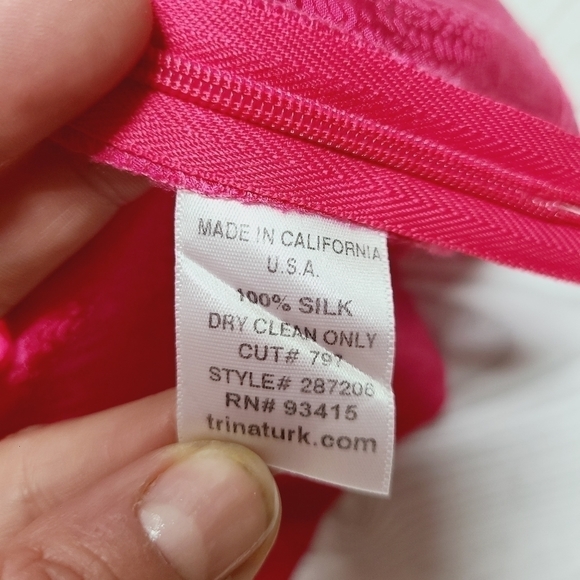 MADE IN CALIFORNIA
U.S.A.
100% SILK
DRY CLEAN ONLY
CUT# 797
STYLE# 287206
RN# 93415
trinaturk.com